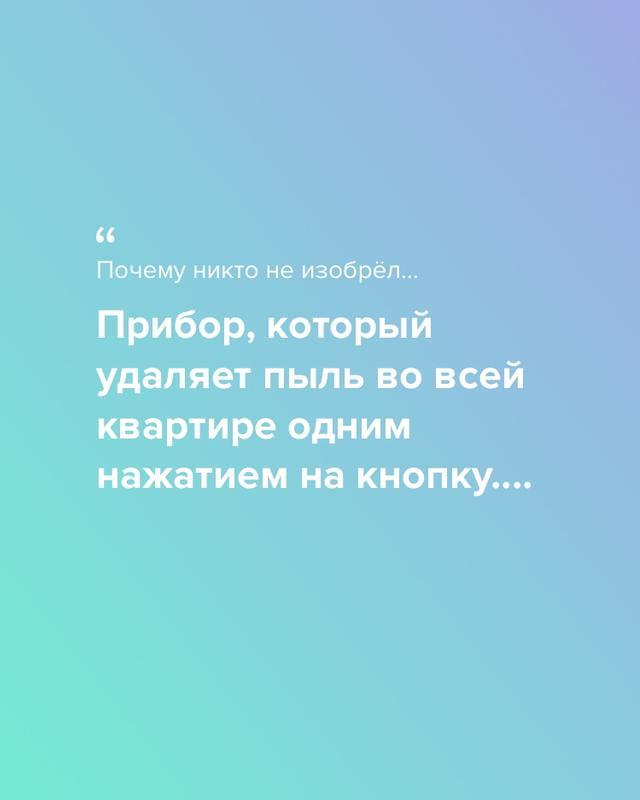 “
Почему никто не изобрёл...
Прибор, который
удаляет пыль во всей
квартире одним
нажатием на кнопку....